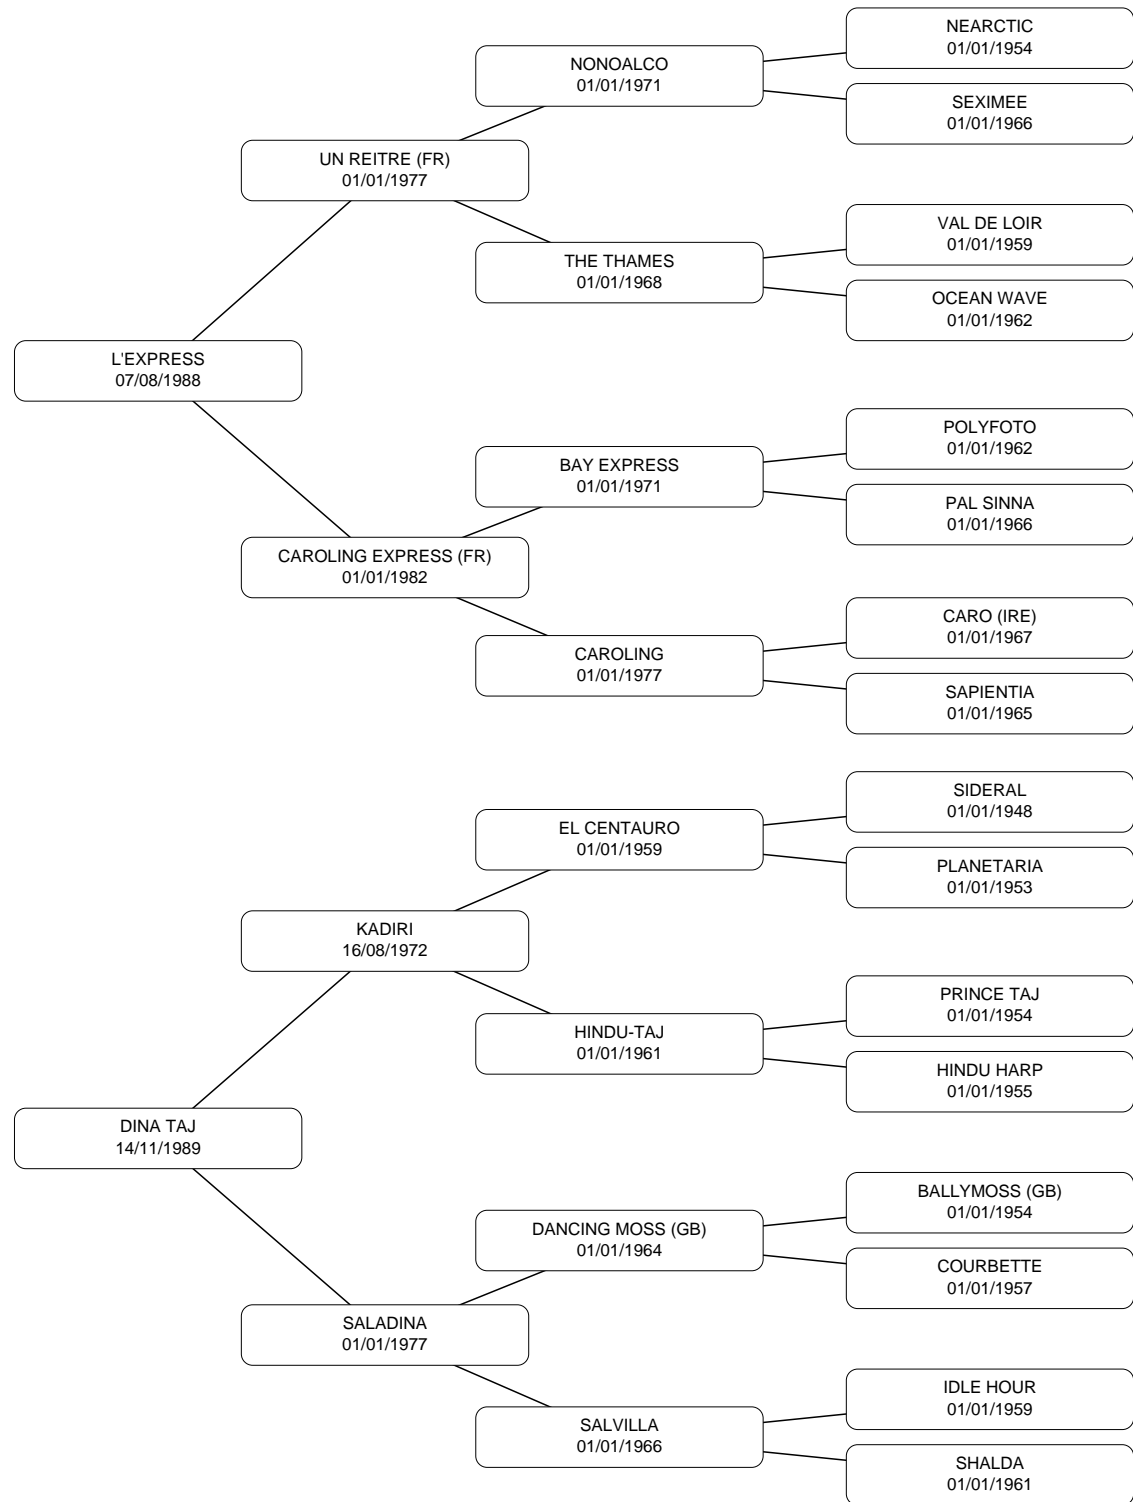 NEARCTIC
01/01/1954
NONOALCO
01/01/1971
SEXIMEE
01/01/1966
UN REITRE (FR)
01/01/1977
VAL DE LOIR
01/01/1959
THE THAMES
01/01/1968
OCEAN WAVE
01/01/1962
L'EXPRESS
07/08/1988
POLYFOTO
01/01/1962
BAY EXPRESS
01/01/1971
PAL SINNA
01/01/1966
CAROLING EXPRESS (FR)
01/01/1982
CARO (IRE)
01/01/1967
CAROLING
01/01/1977
SAPIENTIA
01/01/1965
SIDERAL
01/01/1948
EL CENTAURO
01/01/1959
PLANETARIA
01/01/1953
KADIRI
16/08/1972
PRINCE TAJ
01/01/1954
HINDU-TAJ
01/01/1961
HINDU HARP
01/01/1955
DINA TAJ
14/11/1989
BALLYMOSS (GB)
01/01/1954
DANCING MOSS (GB)
01/01/1964
COURBETTE
01/01/1957
SALADINA
01/01/1977
IDLE HOUR
01/01/1959
SALVILLA
01/01/1966
SHALDA
01/01/1961